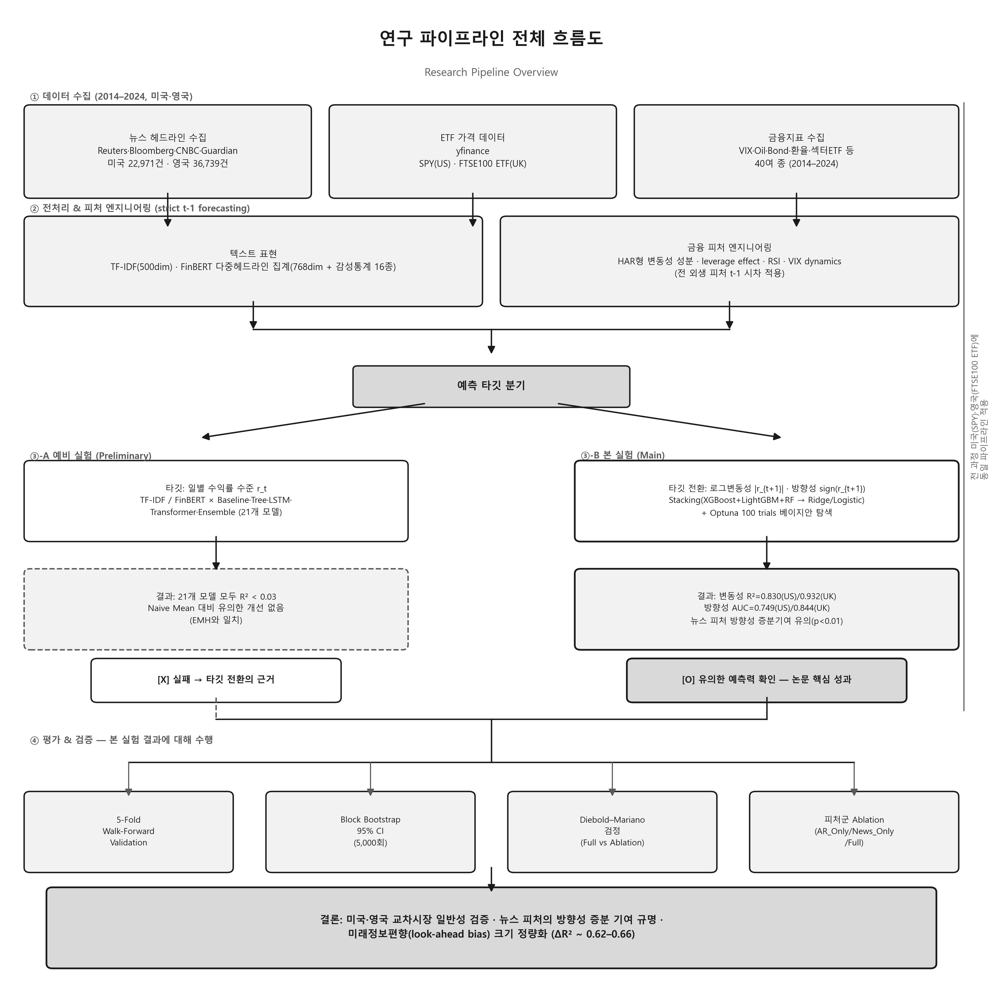 연구 파이프라인 전체 흐름도
Research Pipeline Overview
① 데이터 수집 (2014–2024, 미국·영국)
뉴스 헤드라인 수집
Reuters·Bloomberg·CNBC·Guardian
미국 22,971건 · 영국 36,739건
ETF 가격 데이터
yfinance
SPY(US) · FTSE100 ETF(UK)
금융지표 수집
VIX·Oil·Bond·환율·섹터ETF 등
40여 종 (2014–2024)
② 전처리 & 피처 엔지니어링 (strict t-1 forecasting)
텍스트 표현
TF-IDF(500dim) · FinBERT 다중헤드라인 집계(768dim + 감성통계 16종)
금융 피처 엔지니어링
HAR형 변동성 성분 · leverage effect · RSI · VIX dynamics
(전 외생 피처 t-1 시차 적용)
예측 타깃 분기
전 과정 미국(SPY)·영국(FTSE100 ETF)에
동일 파이프라인 적용
③-A 예비 실험 (Preliminary)
타깃: 일별 수익률 수준 r_t
TF-IDF / FinBERT × Baseline·Tree·LSTM·
Transformer·Ensemble (21개 모델)
③-B 본 실험 (Main)
타깃 전환: 로그변동성 |r_{t+1}| · 방향성 sign(r_{t+1})
Stacking(XGBoost+LightGBM+RF → Ridge/Logistic)
+ Optuna 100 trials 베이지안 탐색
결과: 21개 모델 모두 R² < 0.03
Naive Mean 대비 유의한 개선 없음
(EMH와 일치)
결과: 변동성 R²=0.830(US)/0.932(UK)
방향성 AUC=0.749(US)/0.844(UK)
뉴스 피처 방향성 증분기여 유의(p<0.01)
[X] 실패 → 타깃 전환의 근거
[O] 유의한 예측력 확인 — 논문 핵심 성과
④ 평가 & 검증 — 본 실험 결과에 대해 수행
5-Fold
Walk-Forward
Validation
Block Bootstrap
95% CI
(5,000회)
Diebold–Mariano
검정
(Full vs Ablation)
피처군 Ablation
(AR_Only/News_Only
/Full)
결론: 미국·영국 교차시장 일반성 검증 · 뉴스 피처의 방향성 증분 기여 규명 ·
미래정보편향(look-ahead bias) 크기 정량화 (ΔR² ~ 0.62–0.66)